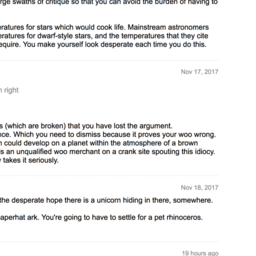 rge swaths of critique so that you can avoid the burden of having to
ratures for stars which would cook life. Mainstream astronomers
eratures for dwarf-style stars, and the temperatures that they cite
equire. You make yourself look desperate each time you do this.
Nov 17, 2017
n right
s (which are broken) that you have lost the argument.
nce. Which you need to dismiss because it proves your woo wrong.
n could develop on a planet within the atmosphere of a brown
s an unqualified woo merchant on a crank site spouting this idiocy.
takes it seriously.
Nov 18, 2017
the desperate hope there is a unicorn hiding in there, somewhere.
aperhat ark. You're going to have to settle for a pet rhinoceros.
19 hours ago